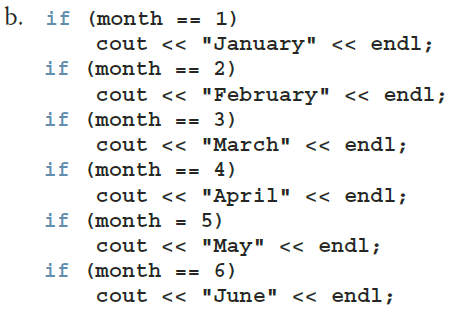 b. if (month == 1)
cout << "January" << endl;
if (month == 2)
cout << "February" << endl;
if (month == 3)
cout << "March" << endl;
if (month == 4)
cout << "April" << endl;
if (month = 5)
cout << "May" << endl;
if (month == 6)
cout << "June" << endl;